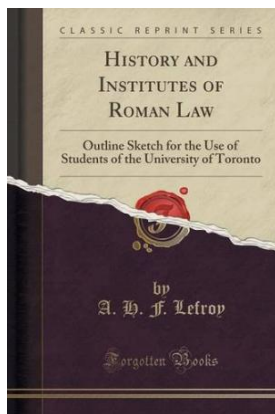 CLASSIC REPRINT SERIES
HISTORY AND
INSTITUTES OF
ROMAN LAW
Outline Sketch for the Use of
Students of the University of Toronto
by
A. H. F. Lefroy
Forgotten Books